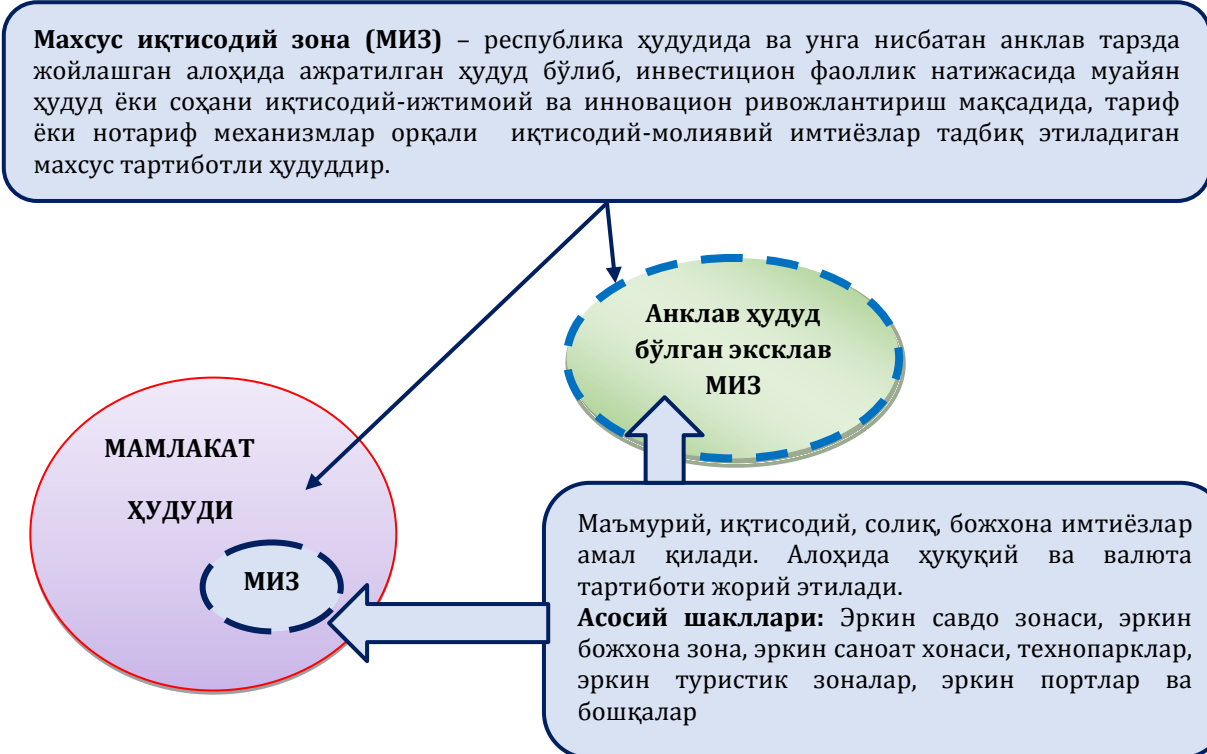 Махсус иқтисодий зона (МИЗ) – республика ҳудудида ва унга нисбатан анклав тарзда
жойлашган алоҳида ажратилган ҳудуд бўлиб, инвестицион фаоллик натижасида муайян
ҳудуд ёки соҳани иқтисодий-ижтимоий ва инновацион ривожлантириш мақсадида, тариф
ёки нотариф механизмлар орқали иқтисодий-молиявий имтиёзлар тадбиқ этиладиган
махсус тартиботли ҳудуддир.
Анклав ҳудуд
бўлган эксклав
МИЗ
МАМЛАКАТ
ҲУДУДИ
МИЗ
Маъмурий, иқтисодий, солиқ, божхона имтиёзлар
амал қилади. Алоҳида ҳуқуқий ва валюта
тартиботи жорий этилади.
Асосий шакллари: Эркин савдо зонаси, эркин
божхона зона, эркин саноат хонаси, технопарклар,
эркин туристик зоналар, эркин портлар ва
бошқалар